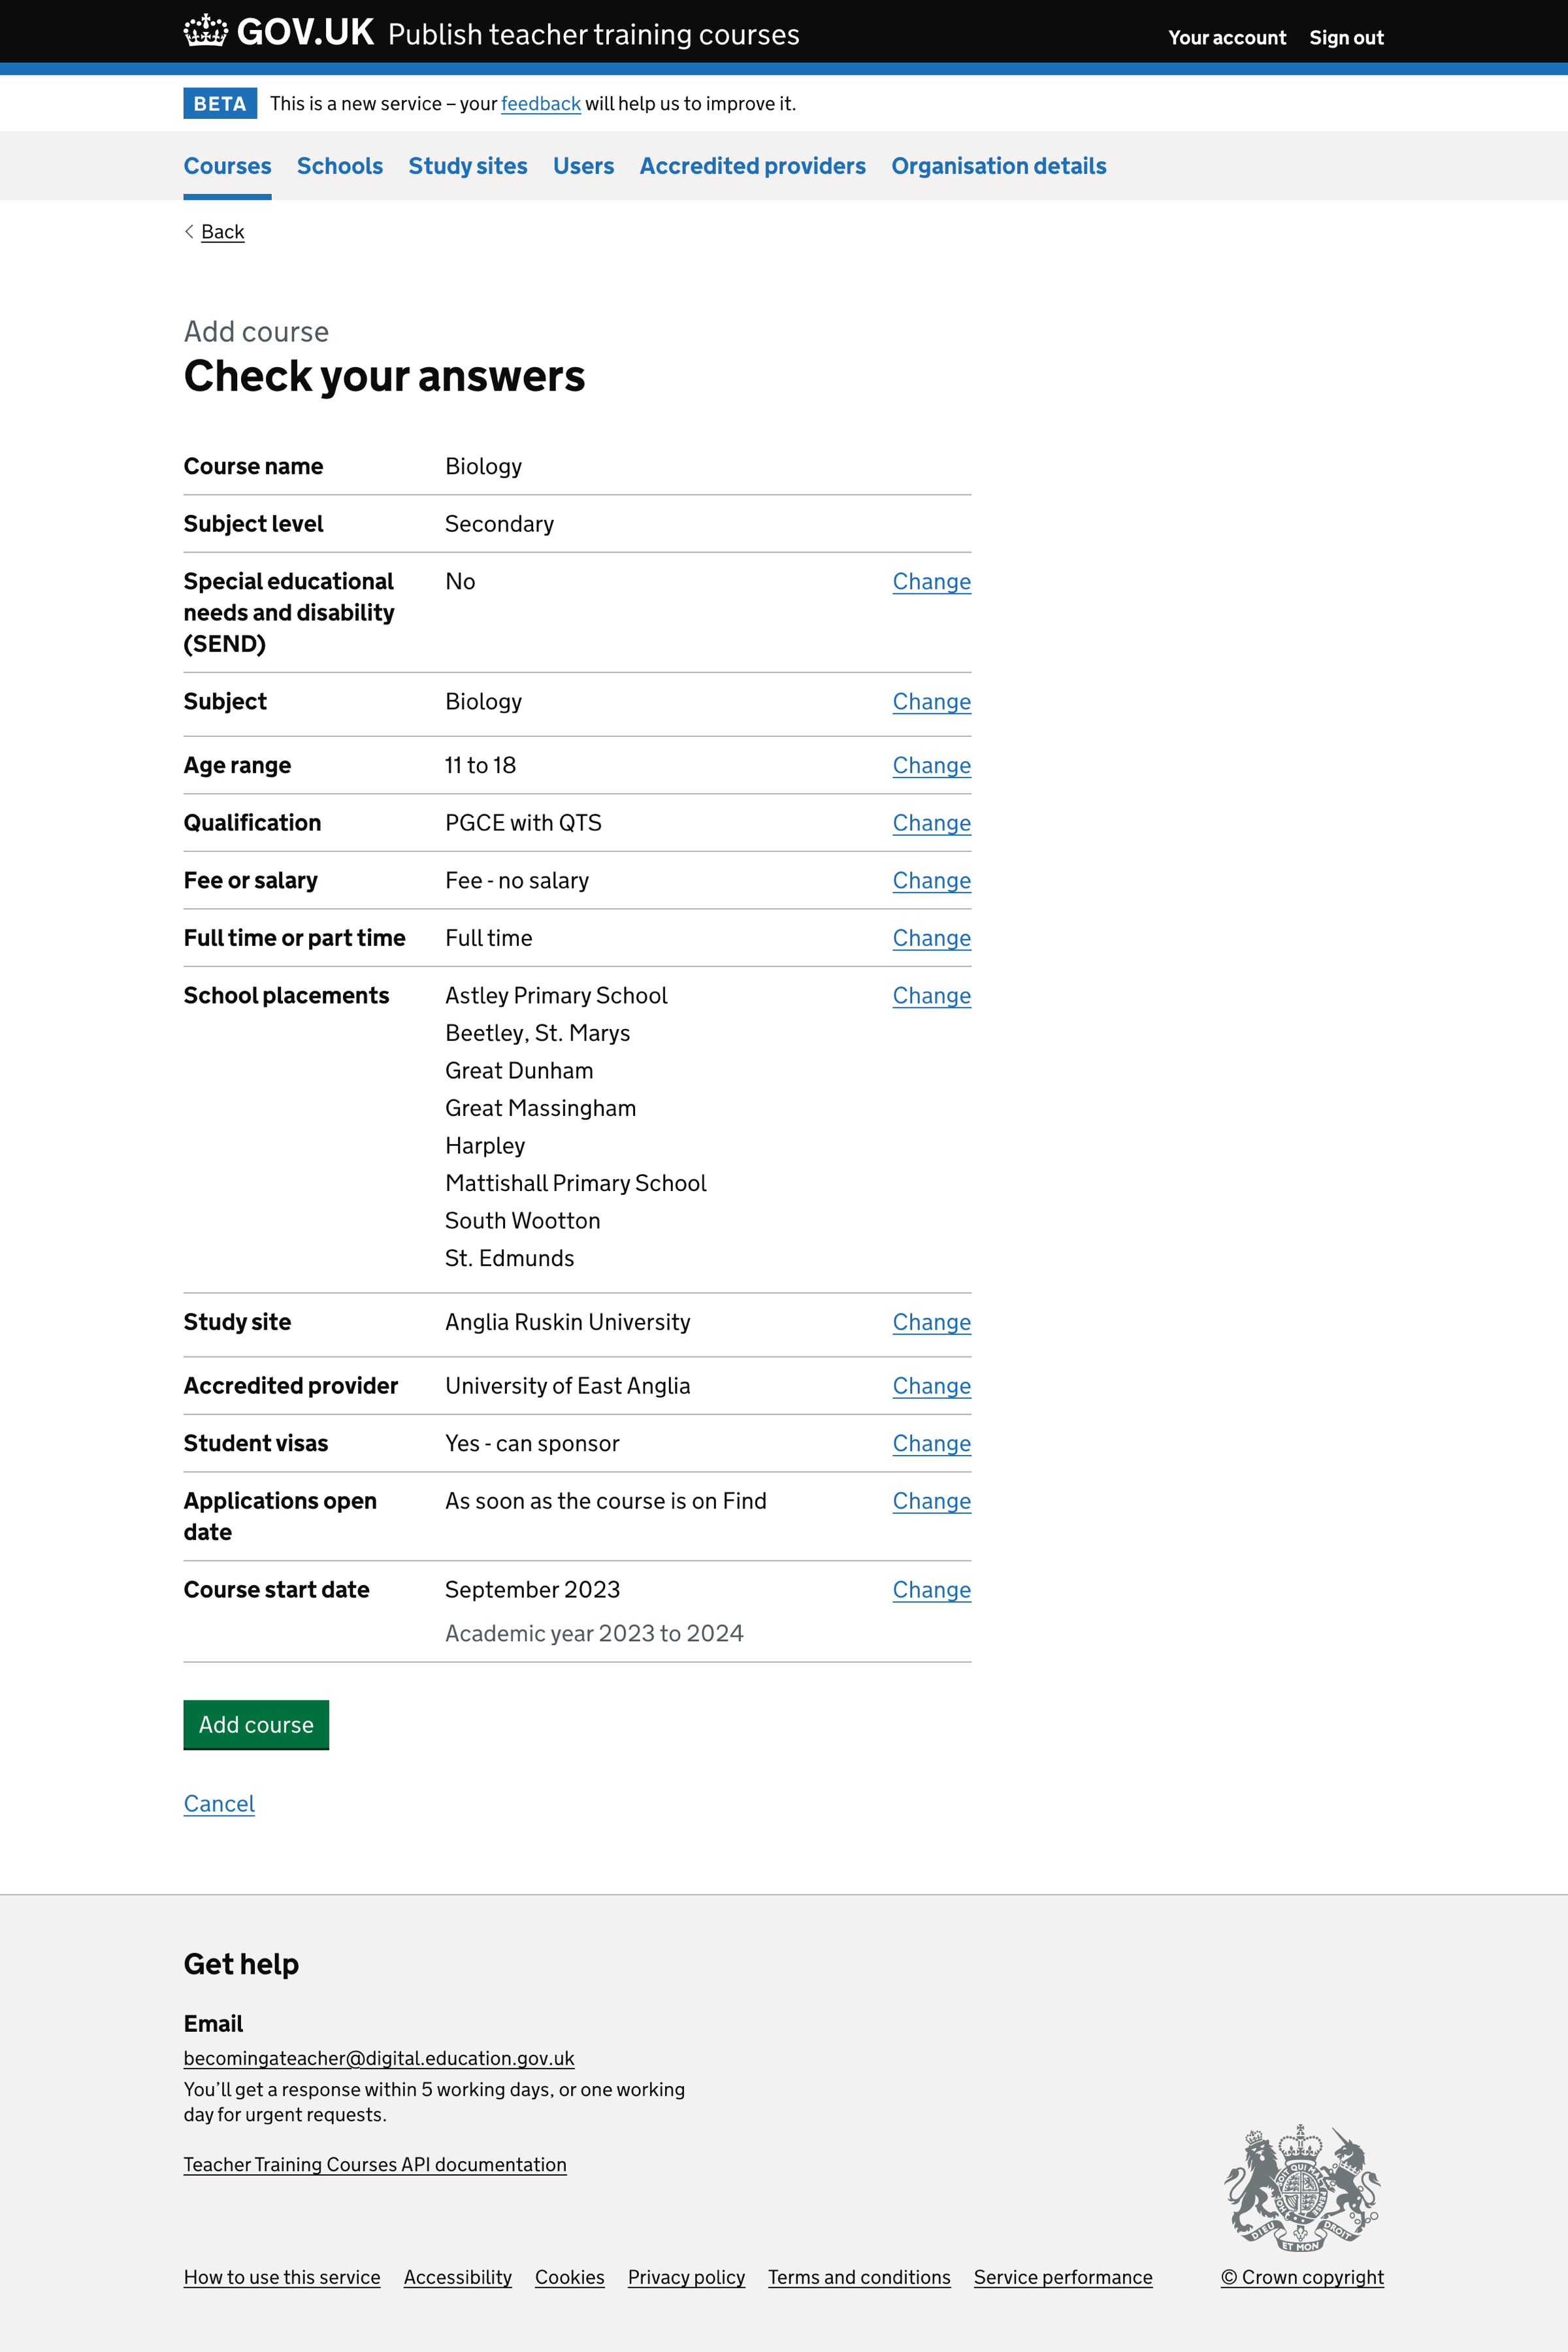 GOV.UK Publish teacher training courses
Your account Sign out
BETA This is a new service – your feedback will help us to improve it.
Courses Schools Study sites Users Accredited providers Organisation details
Back
Add course
Check your answers
Course name Biology
Subject level Secondary
Special educational No Change
needs and disability
(SEND)
Subject Biology Change
Age range 11 to 18 Change
Qualification PGCE with QTS Change
Fee or salary Fee - no salary Change
Full time or part time Full time Change
School placements Astley Primary School Change
Beetley, St. Marys
Great Dunham
Great Massingham
Harpley
Mattishall Primary School
South Wootton
St. Edmunds
Study site Anglia Ruskin University Change
Accredited provider University of East Anglia Change
Student visas Yes - can sponsor Change
Applications open As soon as the course is on Find Change
date
Course start date September 2023 Change
Academic year 2023 to 2024
Add course
Cancel
Get help
Email
becomingateacher@digital.education.gov.uk
You’ll get a response within 5 working days, or one working
day for urgent requests.
Teacher Training Courses API documentation
DIEU ET MON DROIT
How to use this service Accessibility Cookies Privacy policy Terms and conditions Service performance © Crown copyright